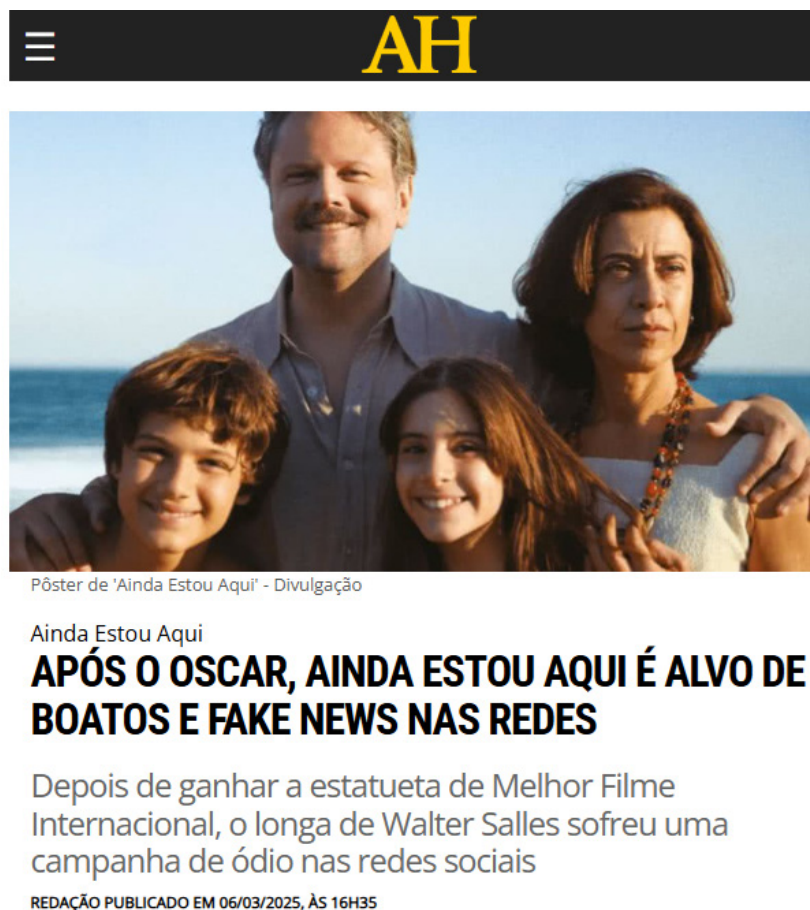 AH
Pôster de 'Ainda Estou Aqui' - Divulgação
Ainda Estou Aqui
APÓS O OSCAR, AINDA ESTOU AQUI É ALVO DE
BOATOS E FAKE NEWS NAS REDES
Depois de ganhar a estatueta de Melhor Filme
Internacional, o longa de Walter Salles sofreu uma
campanha de ódio nas redes sociais
REDAÇÃO PUBLICADO EM 06/03/2025, ÀS 16H35